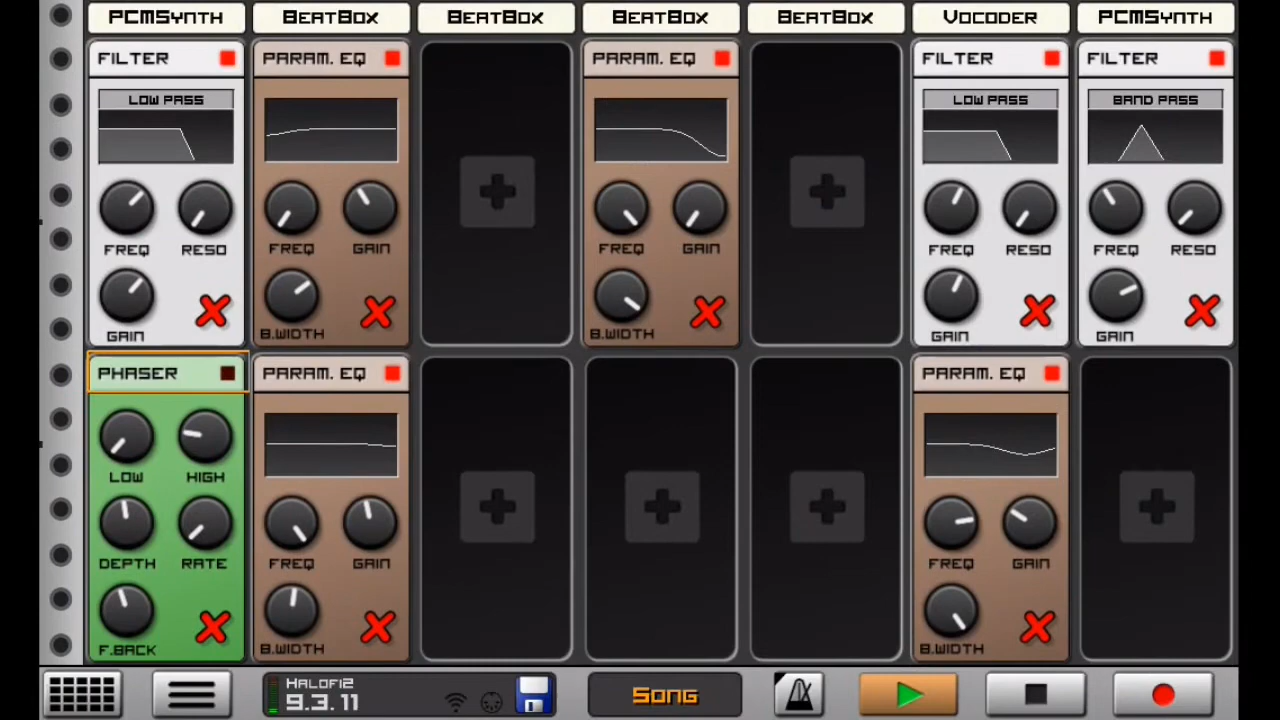 PCMSynth BeatBox BeatBox BeatBox BeatBox Vocoder PCMSynth
FILTER PARAM. EQ PARAM. EQ FILTER FILTER
LOW PASS LOW PASS BAND PASS
FREQ RESO FREQ GAIN FREQ GAIN FREQ RESO FREQ RESO
GAIN B.WIDTH B.WIDTH GAIN GAIN
PHASER PARAM. EQ PARAM. EQ
LOW HIGH
DEPTH RATE FREQ GAIN FREQ GAIN
F.BACK B.WIDTH B.WIDTH
HALOFI2
9.3.11
Song